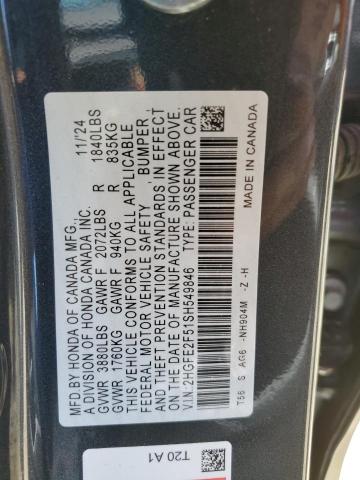 MFD. BY HONDA OF CANADA MFG. 11/24
A DIVISION OF HONDA CANADA INC.
GVWR 3880LBS GAWR F 2072LBS R 1840LBS
GVWR 1760KG GAWR F 940KG R 835KG
THIS VEHICLE CONFORMS TO ALL APPLICABLE
FEDERAL MOTOR VEHICLE SAFETY BUMPER,
AND THEFT PREVENTION STANDARDS IN EFFECT
ON THE DATE OF MANUFACTURE SHOWN ABOVE.
V.I.N.:2HGFE2F51SH549846 TYPE: PASSENGER CAR
T56 S AG6 -NH904M -Z -H
MADE IN CANADA
T20 A1